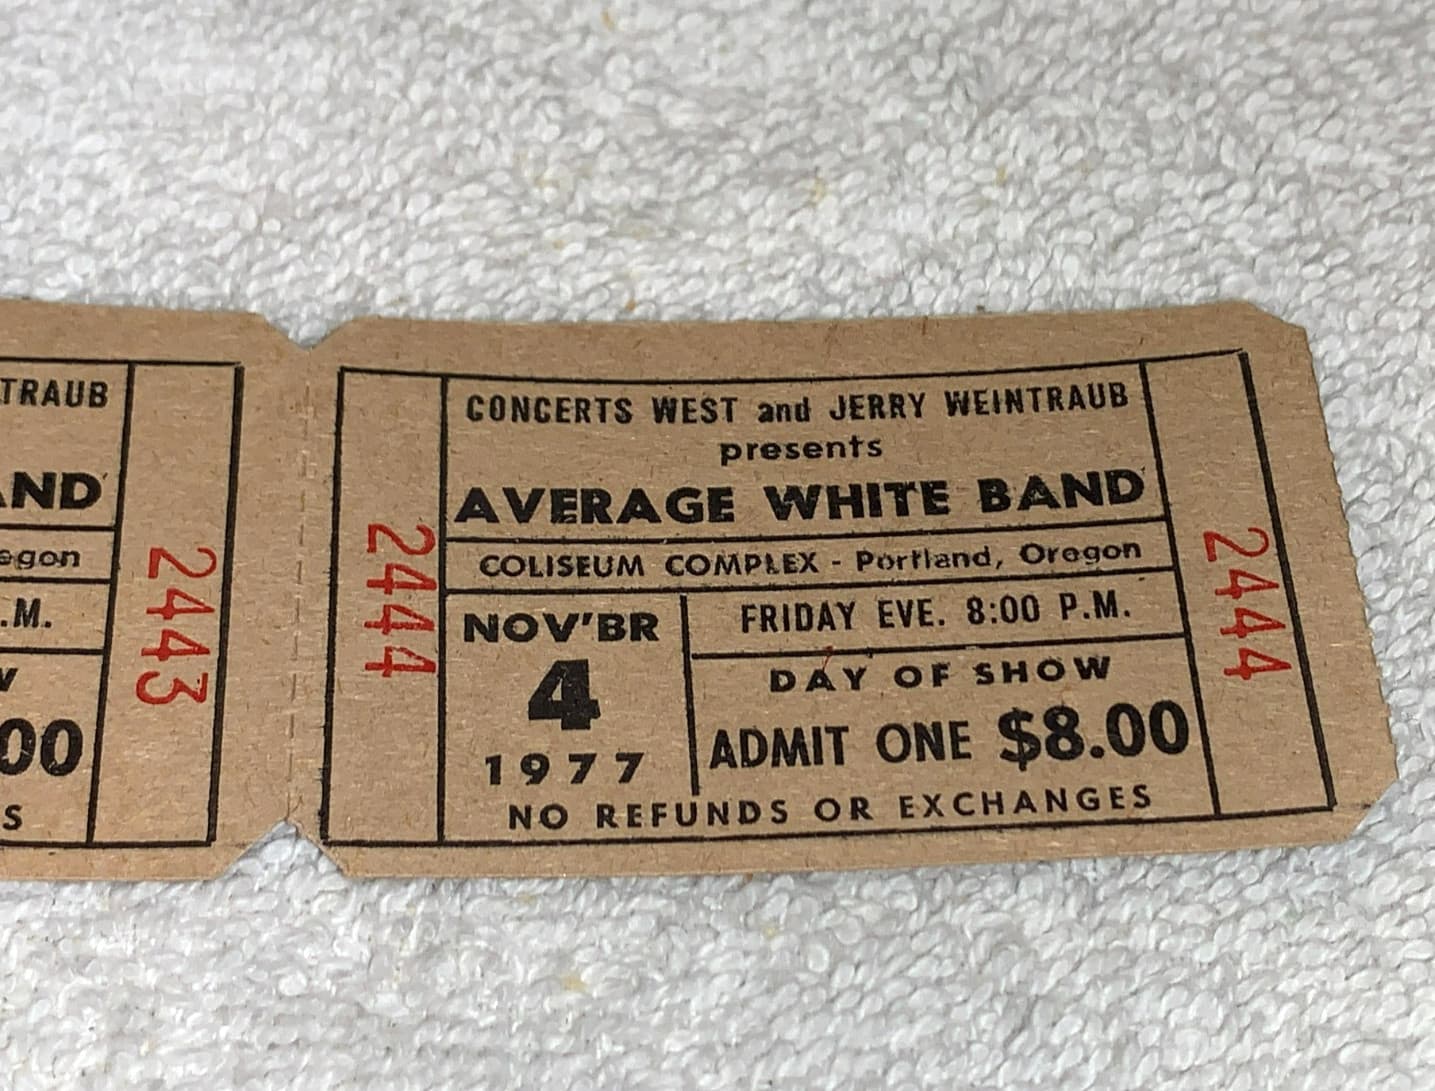 TRAUB
AND
egon
.M.
00
S
2443
2444
CONCERTS WEST and JERRY WEINTRAUB
presents
AVERAGE WHITE BAND
COLISEUM COMPLEX - Portland, Oregon
NOV'BR
4
1977
FRIDAY EVE. 8:00 P.M.
DAY OF SHOW
ADMIT ONE $8.00
NO REFUNDS OR EXCHANGES
2444